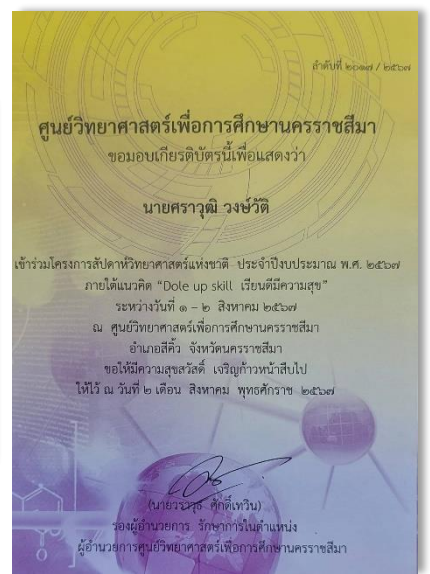 ลำดับที่ ๒๐๑๗ / ๒๕๖๗
ศูนย์วิทยาศาสตร์เพื่อการศึกษานครราชสีมา
ขอมอบเกียรติบัตรนี้เพื่อแสดงว่า
นายศราวุฒิ วงษ์วัติ
เข้าร่วมโครงการสัปดาห์วิทยาศาสตร์แห่งชาติ ประจำปีงบประมาณ พ.ศ. ๒๕๖๗
ภายใต้แนวคิด “Dole up skill เรียนดีมีความสุข”
ระหว่างวันที่ ๑ – ๒ สิงหาคม ๒๕๖๗
ณ ศูนย์วิทยาศาสตร์เพื่อการศึกษานครราชสีมา
อำเภอสีคิ้ว จังหวัดนครราชสีมา
ขอให้มีความสุขสวัสดิ์ เจริญก้าวหน้าสืบไป
ให้ไว้ ณ วันที่ ๒ เดือน สิงหาคม พุทธศักราช ๒๕๖๗
ศักดิ์เทวิน)
รองผู้อำนวยการ รักษาการในตำแหน่ง
ผู้อำนวยการศูนย์วิทยาศาสตร์เพื่อการศึกษานครราชสีมา